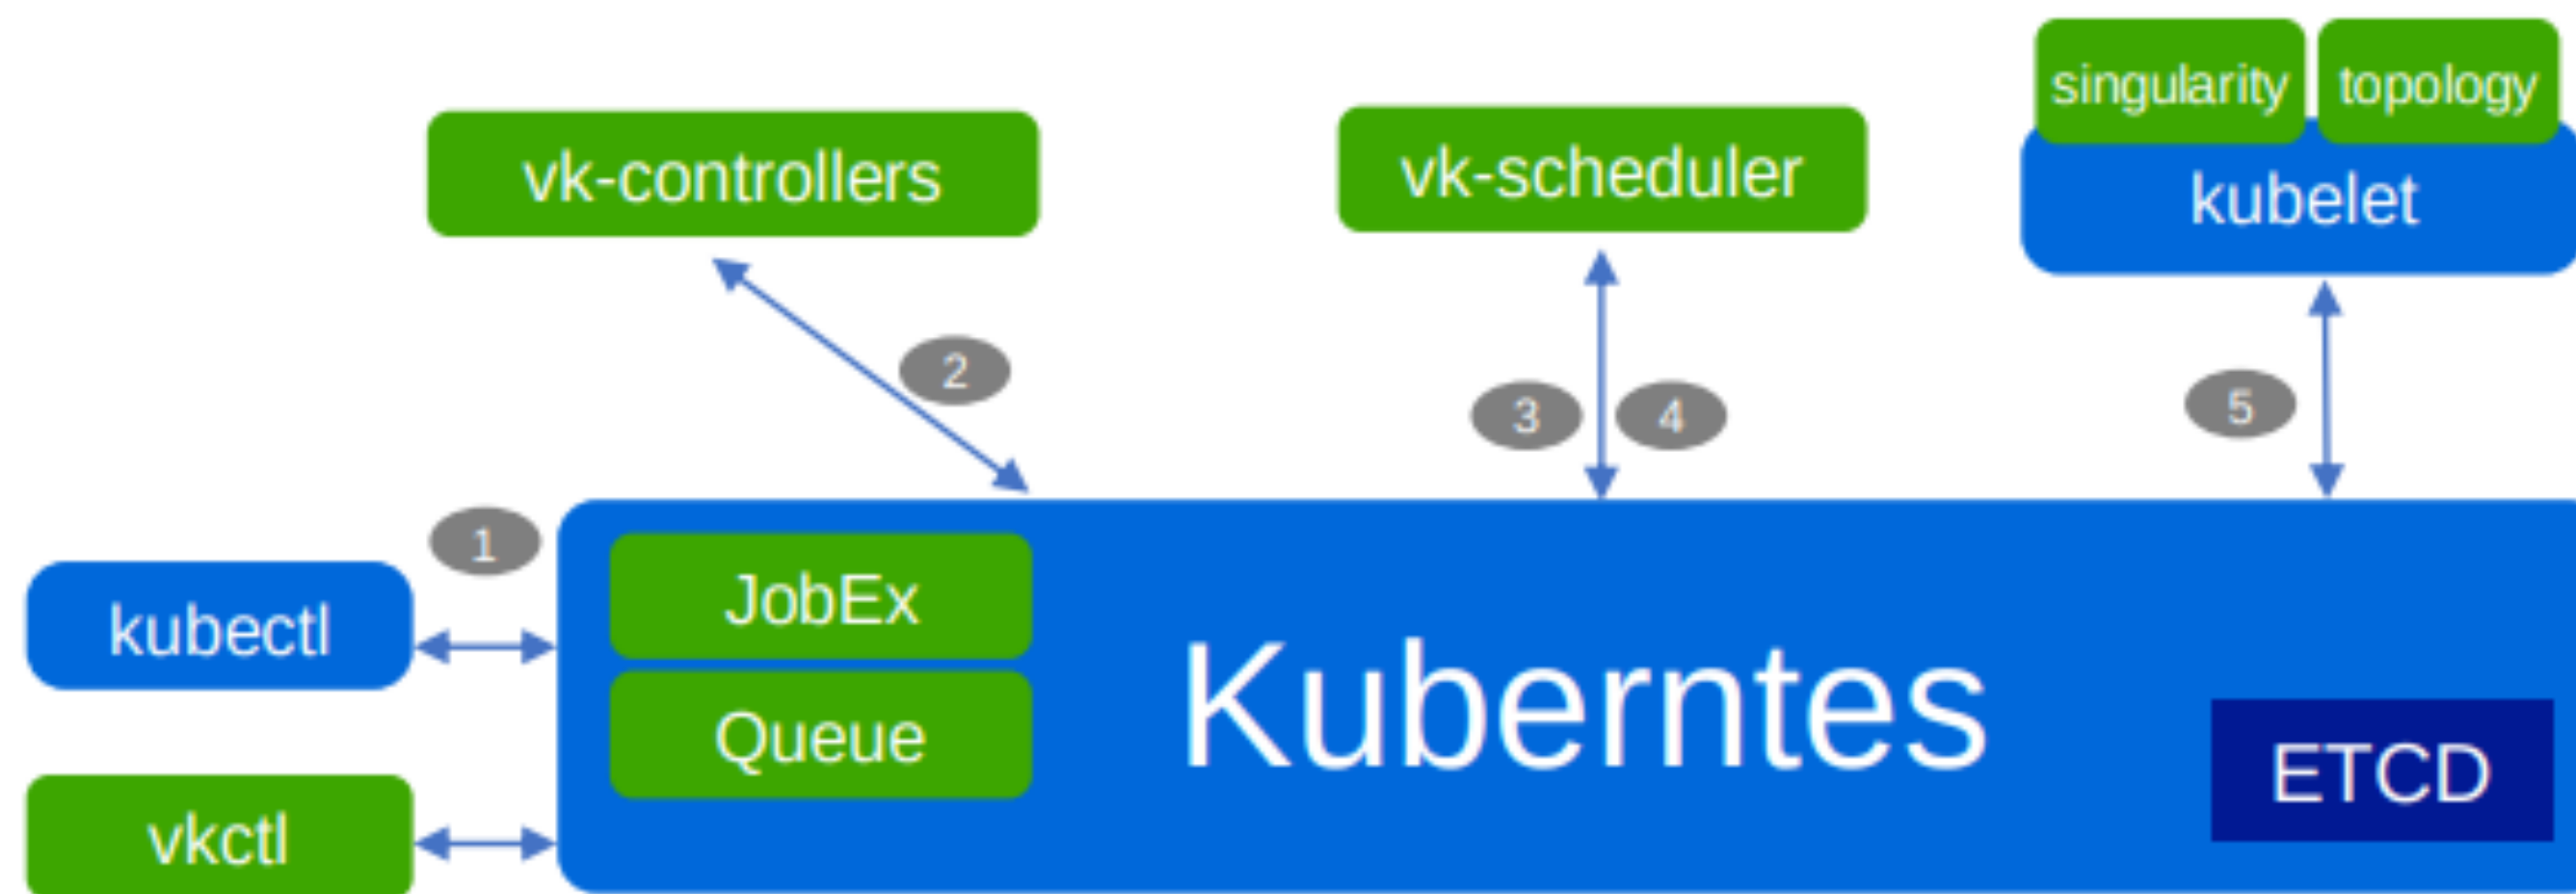 singularity
topology
vk-controllers
vk-scheduler
kubelet
2
3
4
5
1
JobEx
kubectl
Kuberntes
Queue
ETCD
vkctl